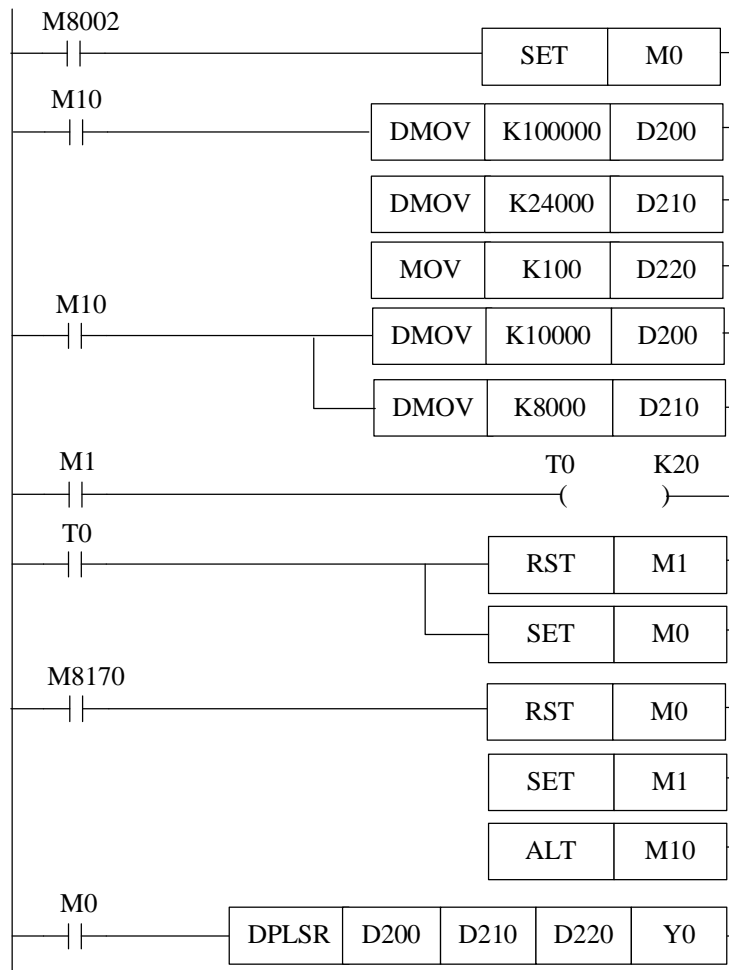 M8002
SET M0
M10
DMOV K100000 D200
DMOV K24000 D210
MOV K100 D220
M10
DMOV K10000 D200
DMOV K8000 D210
M1
T0 K20
( )
T0
RST M1
SET M0
M8170
RST M0
SET M1
ALT M10
M0
DPLSR D200 D210 D220 Y0